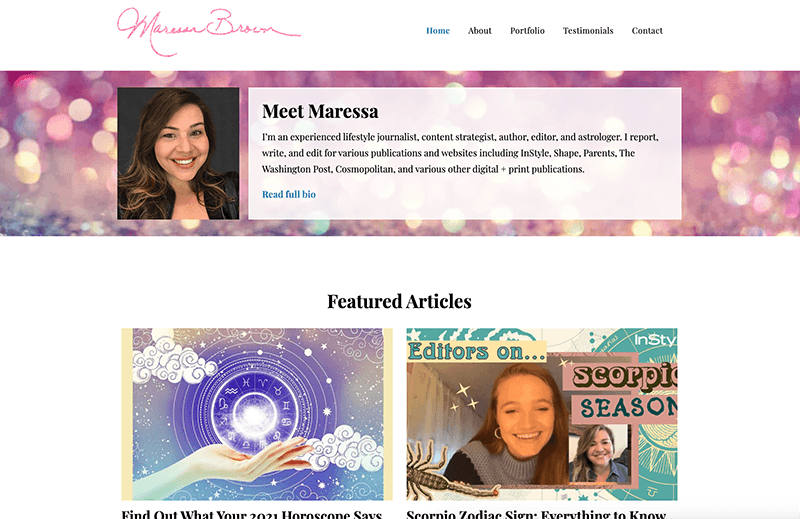 Maressa Brown
Home About Portfolio Testimonials Contact
Meet Maressa
I'm an experienced lifestyle journalist, content strategist, author, editor, and astrologer. I report,
write, and edit for various publications and websites including InStyle, Shape, Parents, The
Washington Post, Cosmopolitan, and various other digital + print publications.
Read full bio
Featured Articles
Editors on...
InSty
scorpio
SEASON
Find Out What Your 2021 Horoscope Says
Scorpio Zodiac Sign: Everything to Know